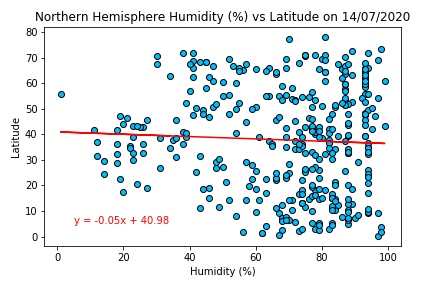 Northern Hemisphere Humidity (%) vs Latitude on 14/07/2020
80
70
60
50
40
30
20
10
0
Latitude
y = -0.05x + 40.98
0 20 40 60 80 100
Humidity (%)